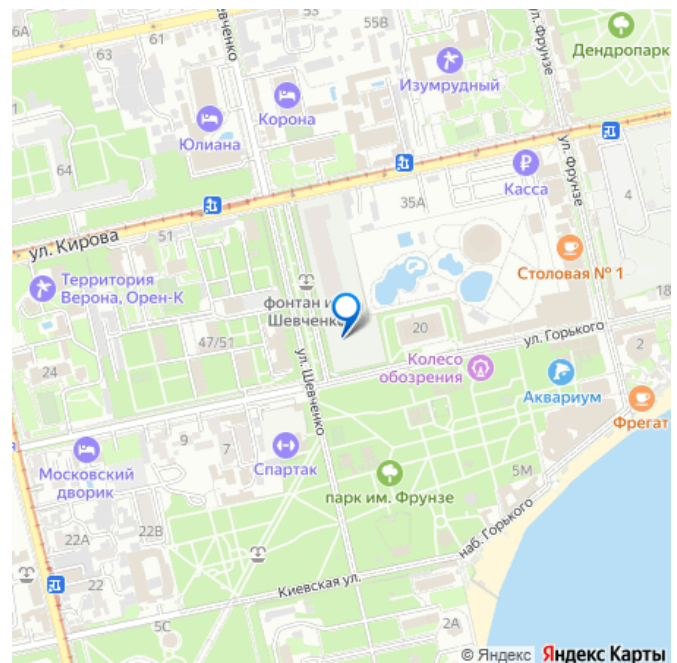 53
55В
6А
63
61
ул. Фрунзе
Дендропарк
Изумрудный
Корона
Юлиана
64
ул. Фрунзе
Касса
4
35А
51
ул. Кирова
Столовая № 1
Территория
Верона, Орен-К
фонтан и
Шевченко
18
20
ул. Горького
2
47/51
24
ул. Шевченко
Колесо
обозрения
Аквариум
Фрегат
9
7
Спартак
Московский
дворик
5М
парк им. Фрунзе
22В
22А
наб. Горького
22
Киевская ул.
5С
2А
© Яндекс Яндекс Карты